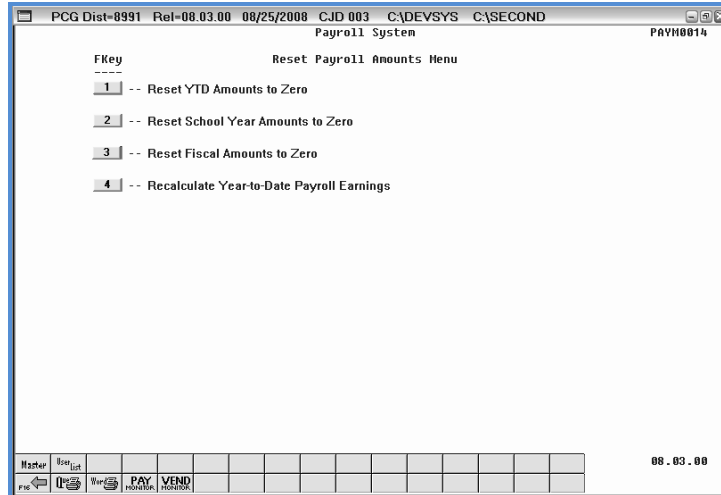 PCG Dist=8991 Rel=08.03.00 08/25/2008 CJD 003 C:\DEVSYS C:\SECOND
Payroll System PAYM0014
FKey Reset Payroll Amounts Menu
----
1 -- Reset YTD Amounts to Zero
2 -- Reset School Year Amounts to Zero
3 -- Reset Fiscal Amounts to Zero
4 -- Recalculate Year-to-Date Payroll Earnings
Master User List 08.03.00
F16 Que Word PAY MONITOR VEND MONITOR